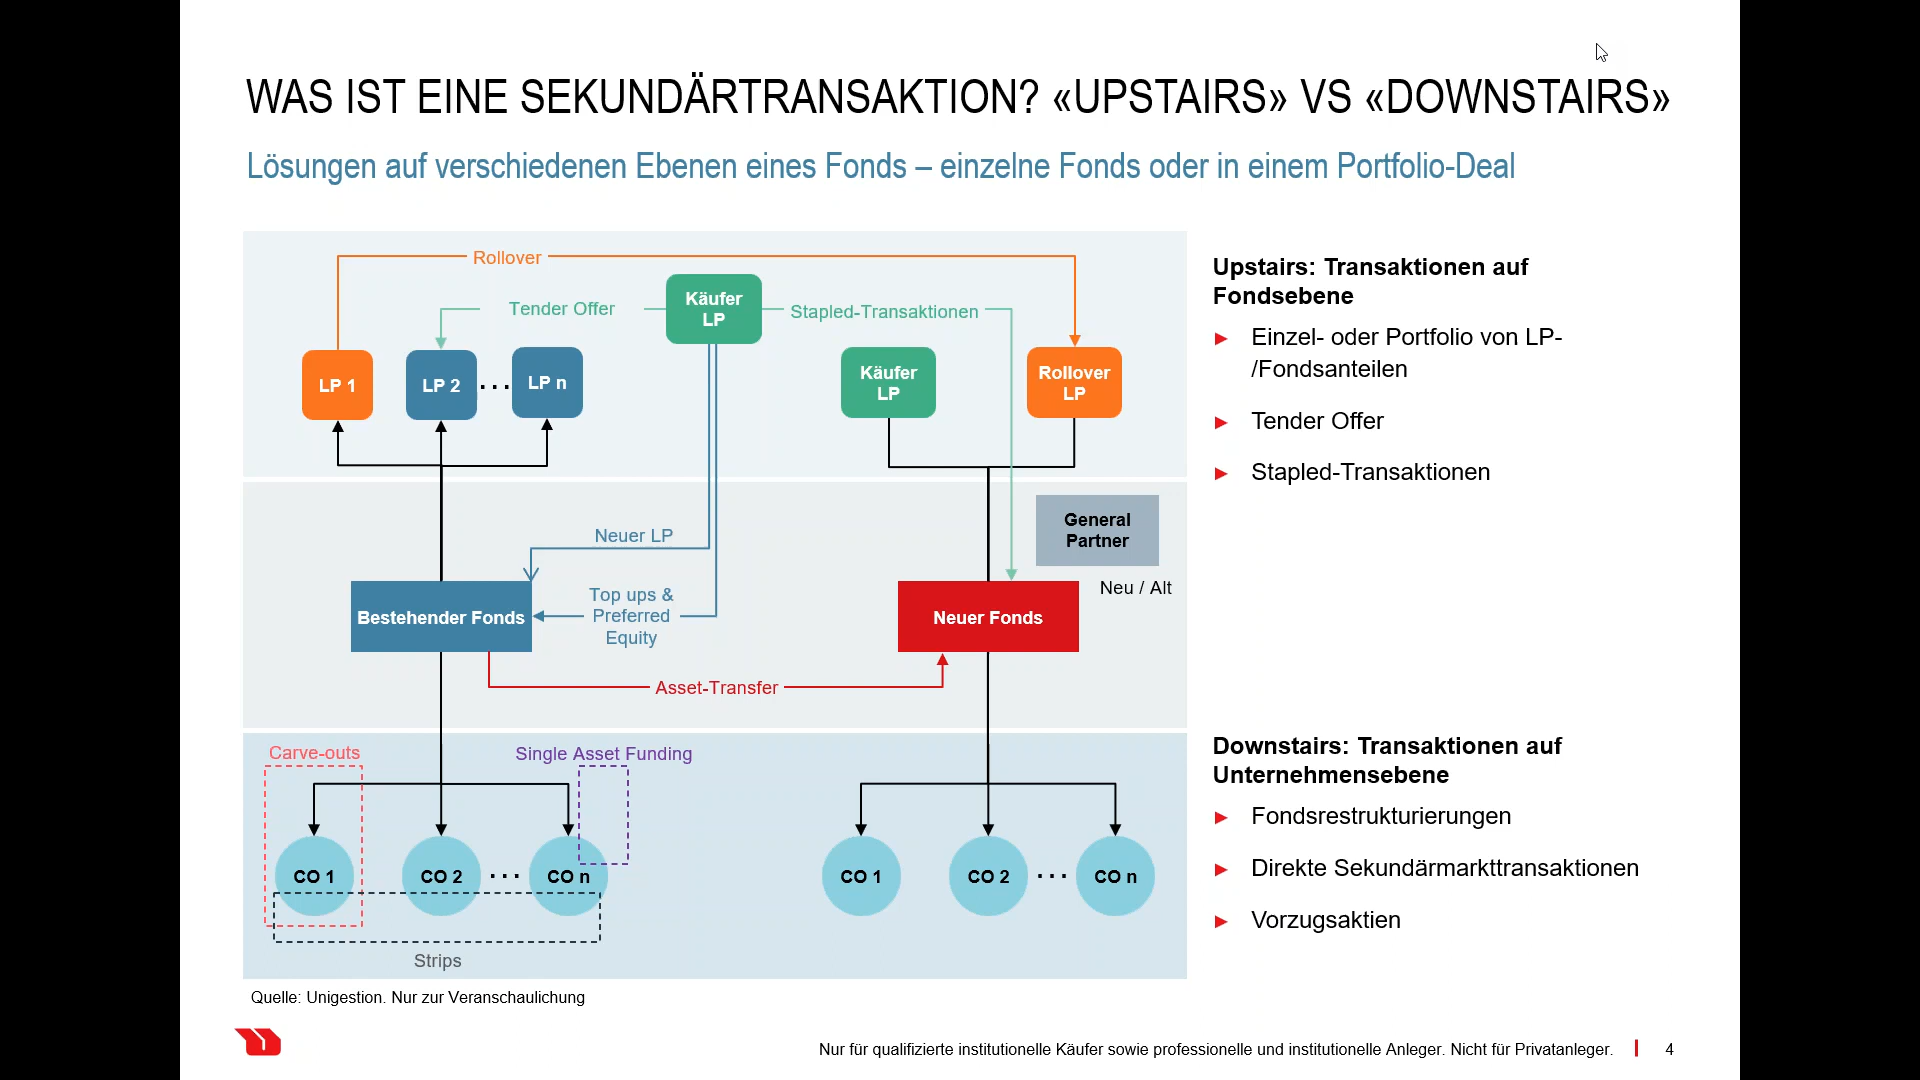 WAS IST EINE SEKUNDÄRTRANSAKTION? «UPSTAIRS» VS «DOWNSTAIRS»
Lösungen auf verschiedenen Ebenen eines Fonds – einzelne Fonds oder in einem Portfolio-Deal
Rollover
Tender Offer
Käufer
LP
Stapled-Transaktionen
LP 1
LP 2
...
LP n
Käufer
LP
Rollover
LP
Neuer LP
General
Partner
Neu / Alt
Bestehender Fonds
Top ups &
Preferred
Equity
Neuer Fonds
Asset-Transfer
Carve-outs
Single Asset Funding
CO 1
CO 2
...
CO n
CO 1
CO 2
...
CO n
Strips
Upstairs: Transaktionen auf
Fondsebene
► Einzel- oder Portfolio von LP-
/Fondsanteilen
► Tender Offer
► Stapled-Transaktionen
Downstairs: Transaktionen auf
Unternehmensebene
► Fondsrestrukturierungen
► Direkte Sekundärmarkttransaktionen
► Vorzugsaktien
Quelle: Unigestion. Nur zur Veranschaulichung
Nur für qualifizierte institutionelle Käufer sowie professionelle und institutionelle Anleger. Nicht für Privatanleger.
4